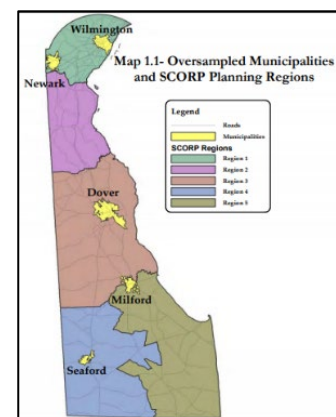 Wilmington
Map 1.1- Oversampled Municipalities
and SCORP Planning Regions
Newark
Legend
Roads
Municipalities
SCORP Regions
Region 1
Region 2
Region 3
Region 4
Region 5
Dover
Milford
Seaford